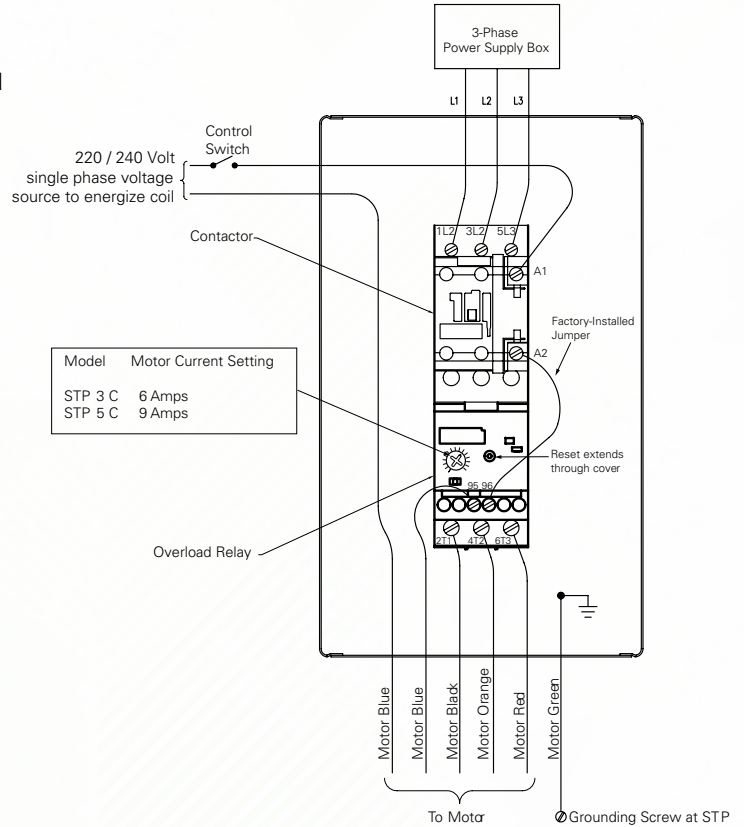 3-Phase
Power Supply Box
L1 L2 L3
Control
Switch
220 / 240 Volt
single phase voltage
source to energize coil
Contactor
1L2 3L2 5L3
A1
Factory-Installed
Jumper
A2
Model Motor Current Setting
STP 3 C 6 Amps
STP 5 C 9 Amps
Reset extends
through cover
95 96
Overload Relay
2T1 4T2 6T3
Motor Blue
Motor Blue
Motor Black
Motor Orange
Motor Red
Motor Green
To Motor
Grounding Screw at STP